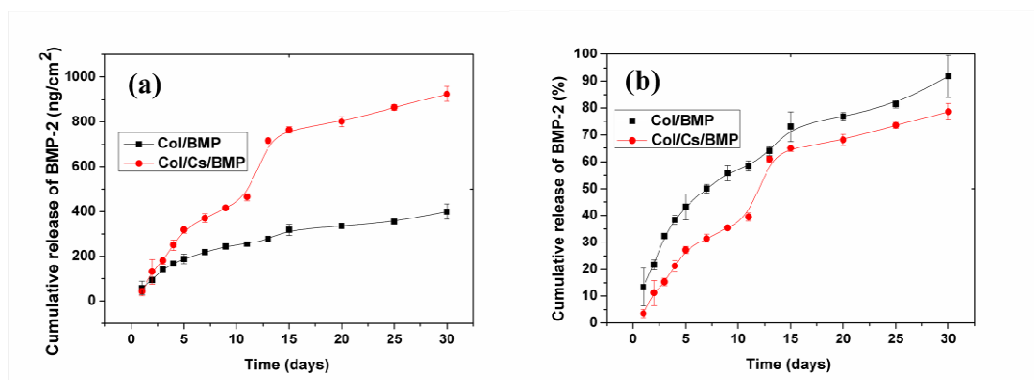 (a)
Cumulative release of BMP-2 (ng/cm²)
1000
800
600
400
200
0
Col/BMP
Col/Cs/BMP
0 5 10 15 20 25 30
Time (days)
(b)
Cumulative release of BMP-2 (%)
100
90
80
70
60
50
40
30
20
10
0
Col/BMP
Col/Cs/BMP
0 5 10 15 20 25 30
Time (days)